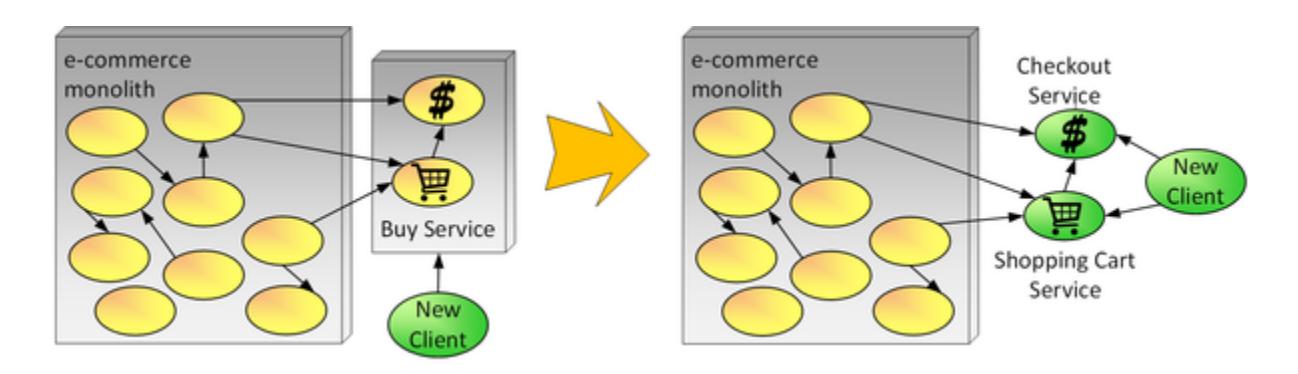 e-commerce
monolith
$
Buy Service
New
Client
e-commerce
monolith
Checkout
Service
$
New
Client
Shopping Cart
Service